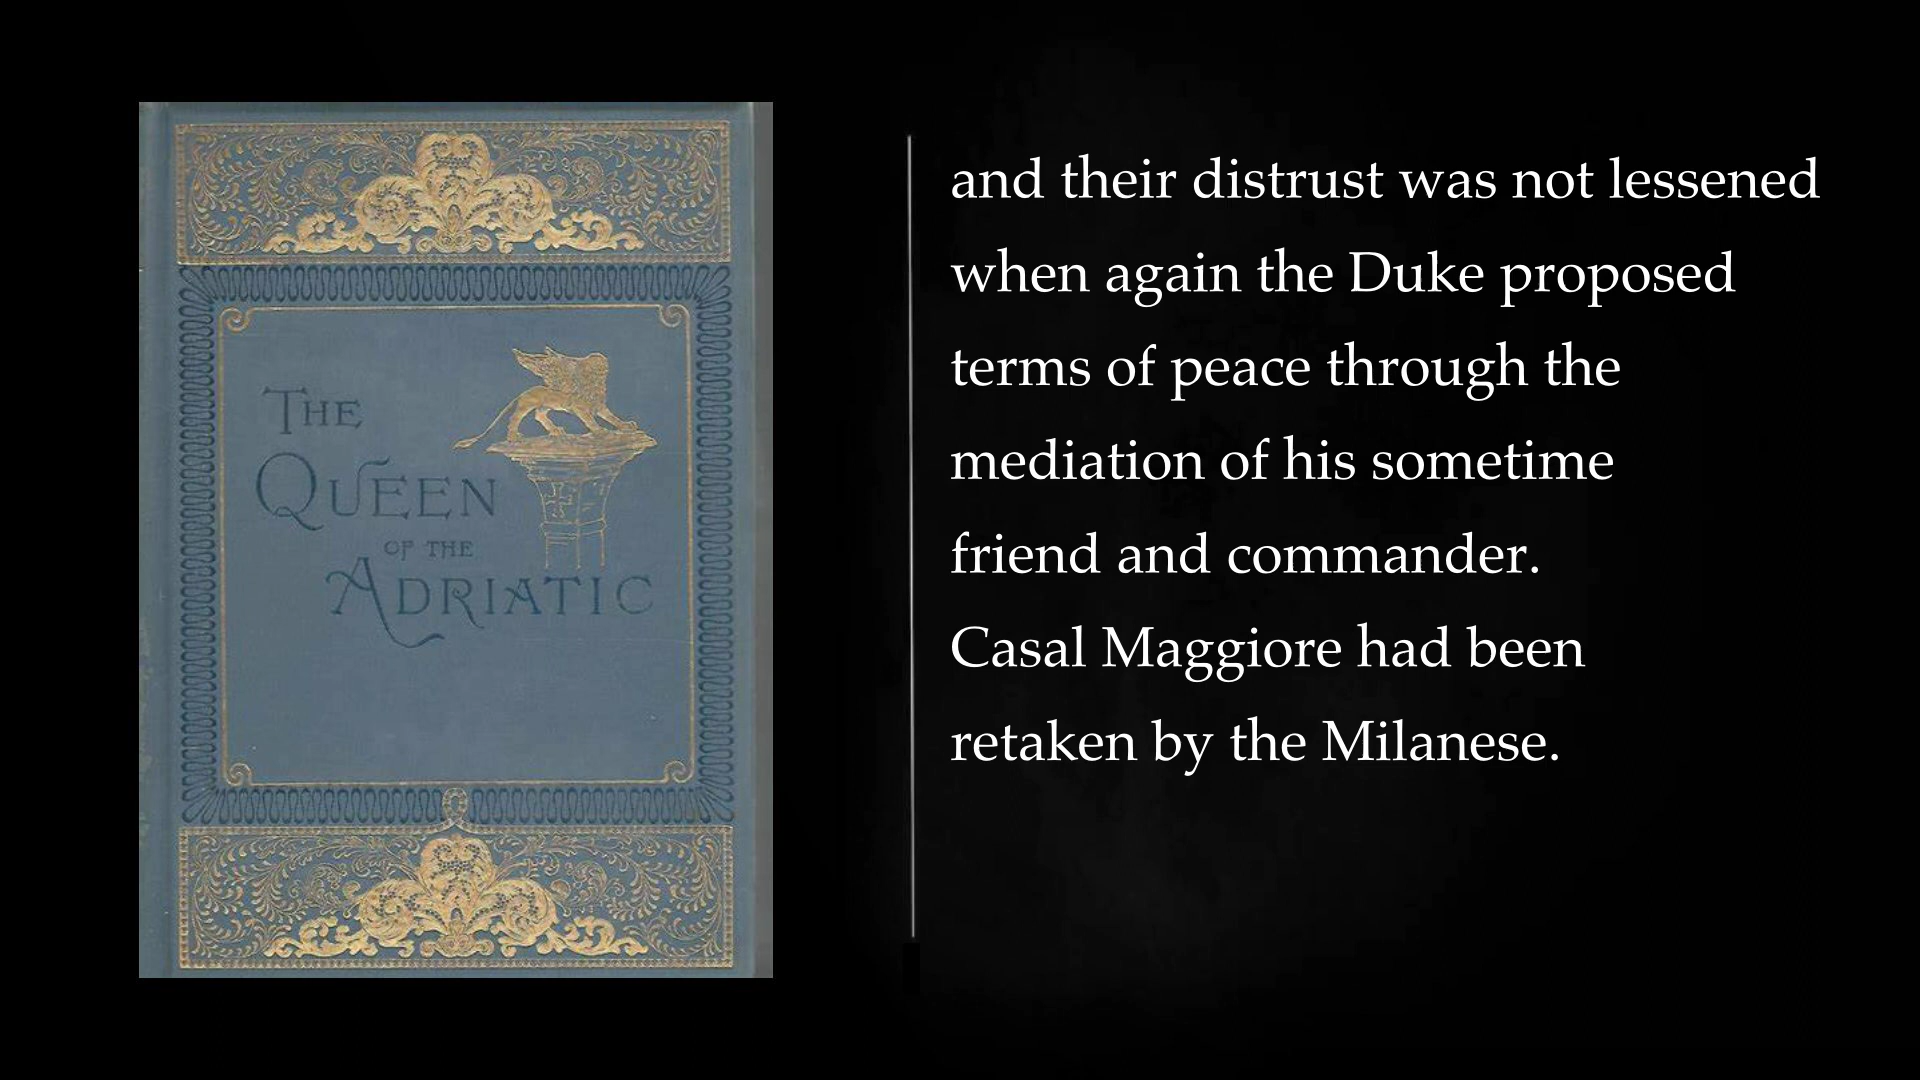 THE
QUEEN
OF THE
ADRIATIC
and their distrust was not lessened
when again the Duke proposed
terms of peace through the
mediation of his sometime
friend and commander.
Casal Maggiore had been
retaken by the Milanese.